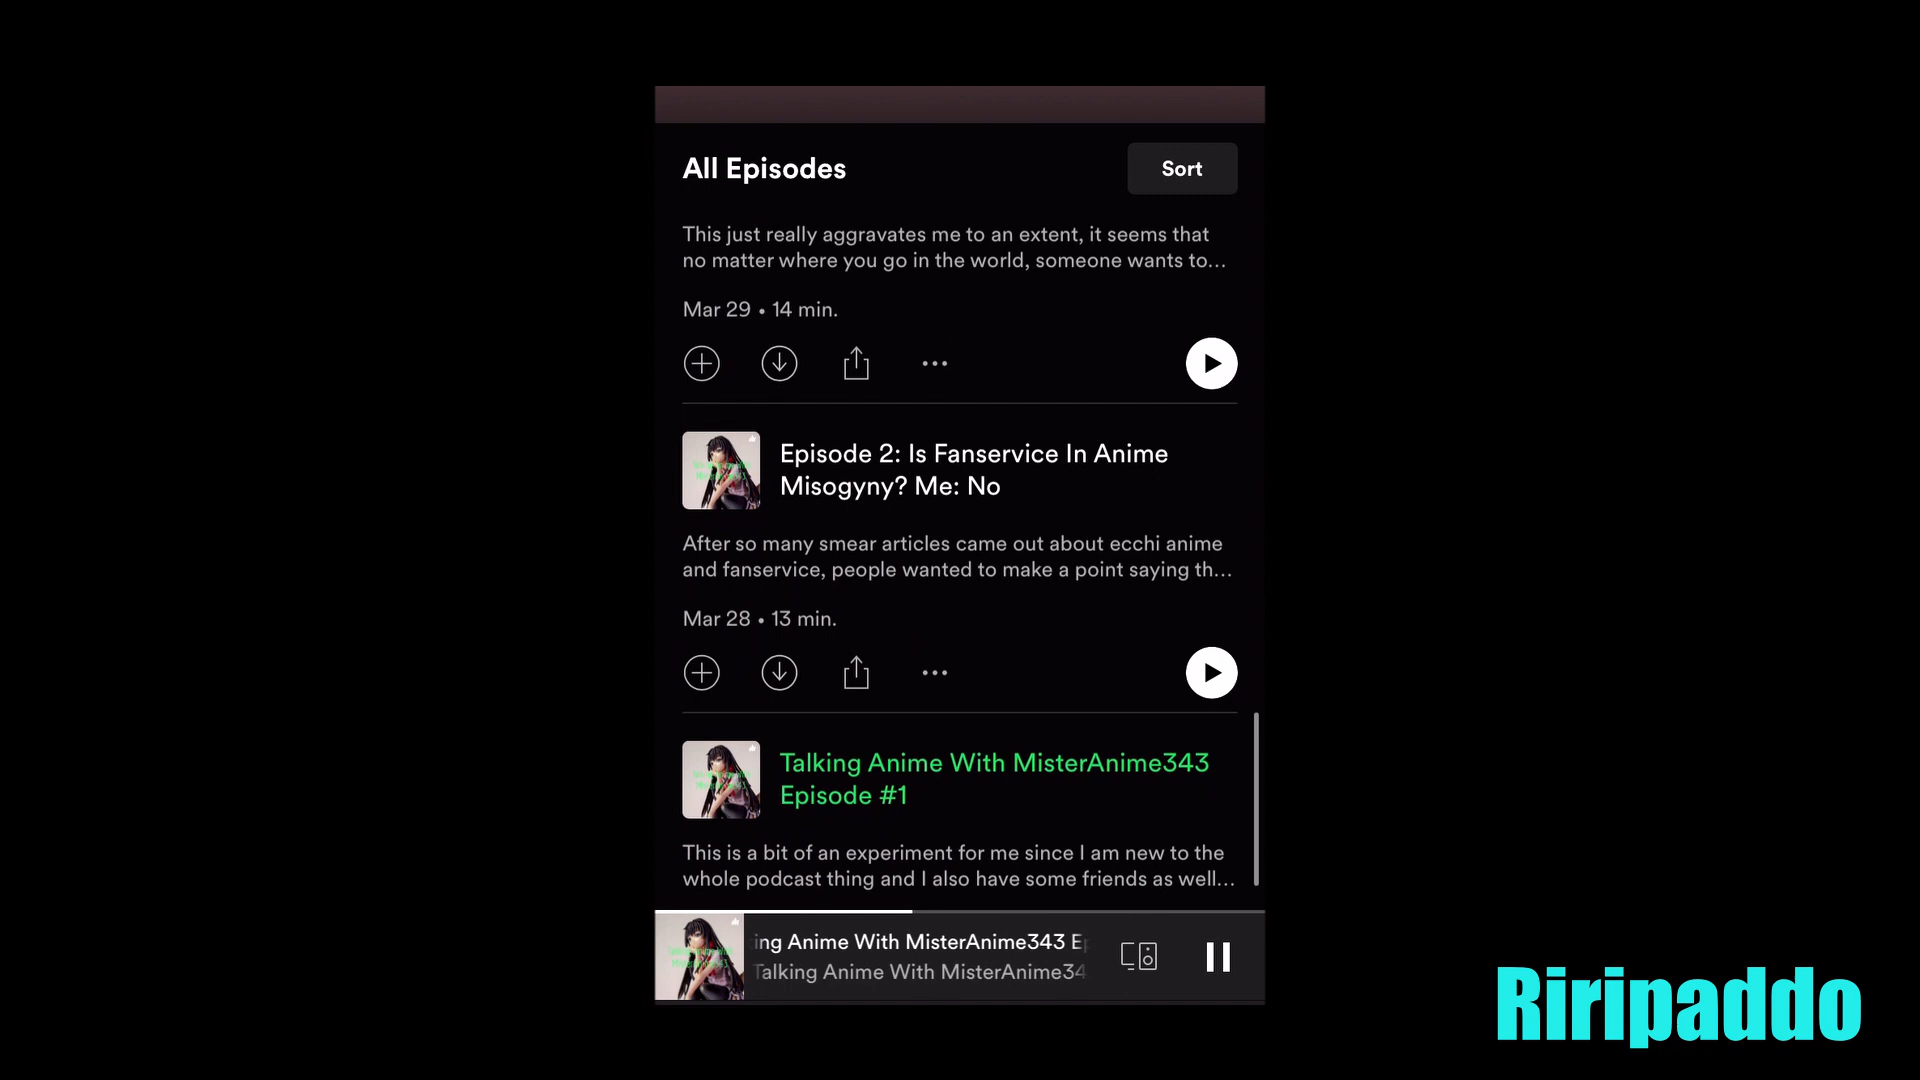 All Episodes
Sort
This just really aggravates me to an extent, it seems that
no matter where you go in the world, someone wants to...
Mar 29 • 14 min.
Episode 2: Is Fanservice In Anime
Misogyny? Me: No
After so many smear articles came out about ecchi anime
and fanservice, people wanted to make a point saying th...
Mar 28 • 13 min.
Talking Anime With MisterAnime343
Episode #1
This is a bit of an experiment for me since I am new to the
whole podcast thing and I also have some friends as well...
ing Anime With MisterAnime343 Ep
Talking Anime With MisterAnime34
Riripaddo